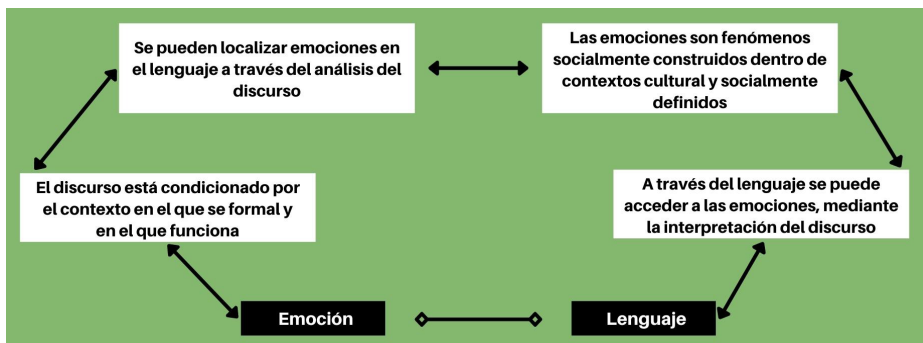 Se pueden localizar emociones en
el lenguaje a través del análisis del
discurso
Las emociones son fenómenos
socialmente construidos dentro de
contextos cultural y socialmente
definidos
El discurso está condicionado por
el contexto en el que se formal y
en el que funciona
A través del lenguaje se puede
acceder a las emociones, mediante
la interpretación del discurso
Emoción
Lenguaje